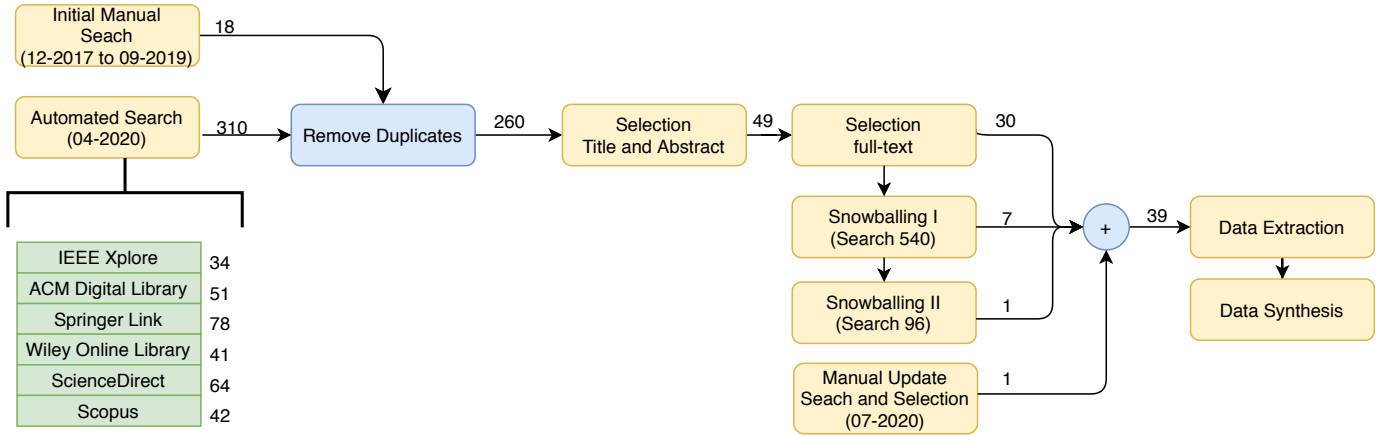 Initial Manual
Seach
(12-2017 to 09-2019)
18
Automated Search
(04-2020)
310
Remove Duplicates
260
Selection
Title and Abstract
49
Selection
full-text
30
Snowballing I
(Search 540)
7
Snowballing II
(Search 96)
1
Manual Update
Seach and Selection
(07-2020)
1
+
39
Data Extraction
Data Synthesis
IEEE Xplore
34
ACM Digital Library
51
Springer Link
78
Wiley Online Library
41
ScienceDirect
64
Scopus
42